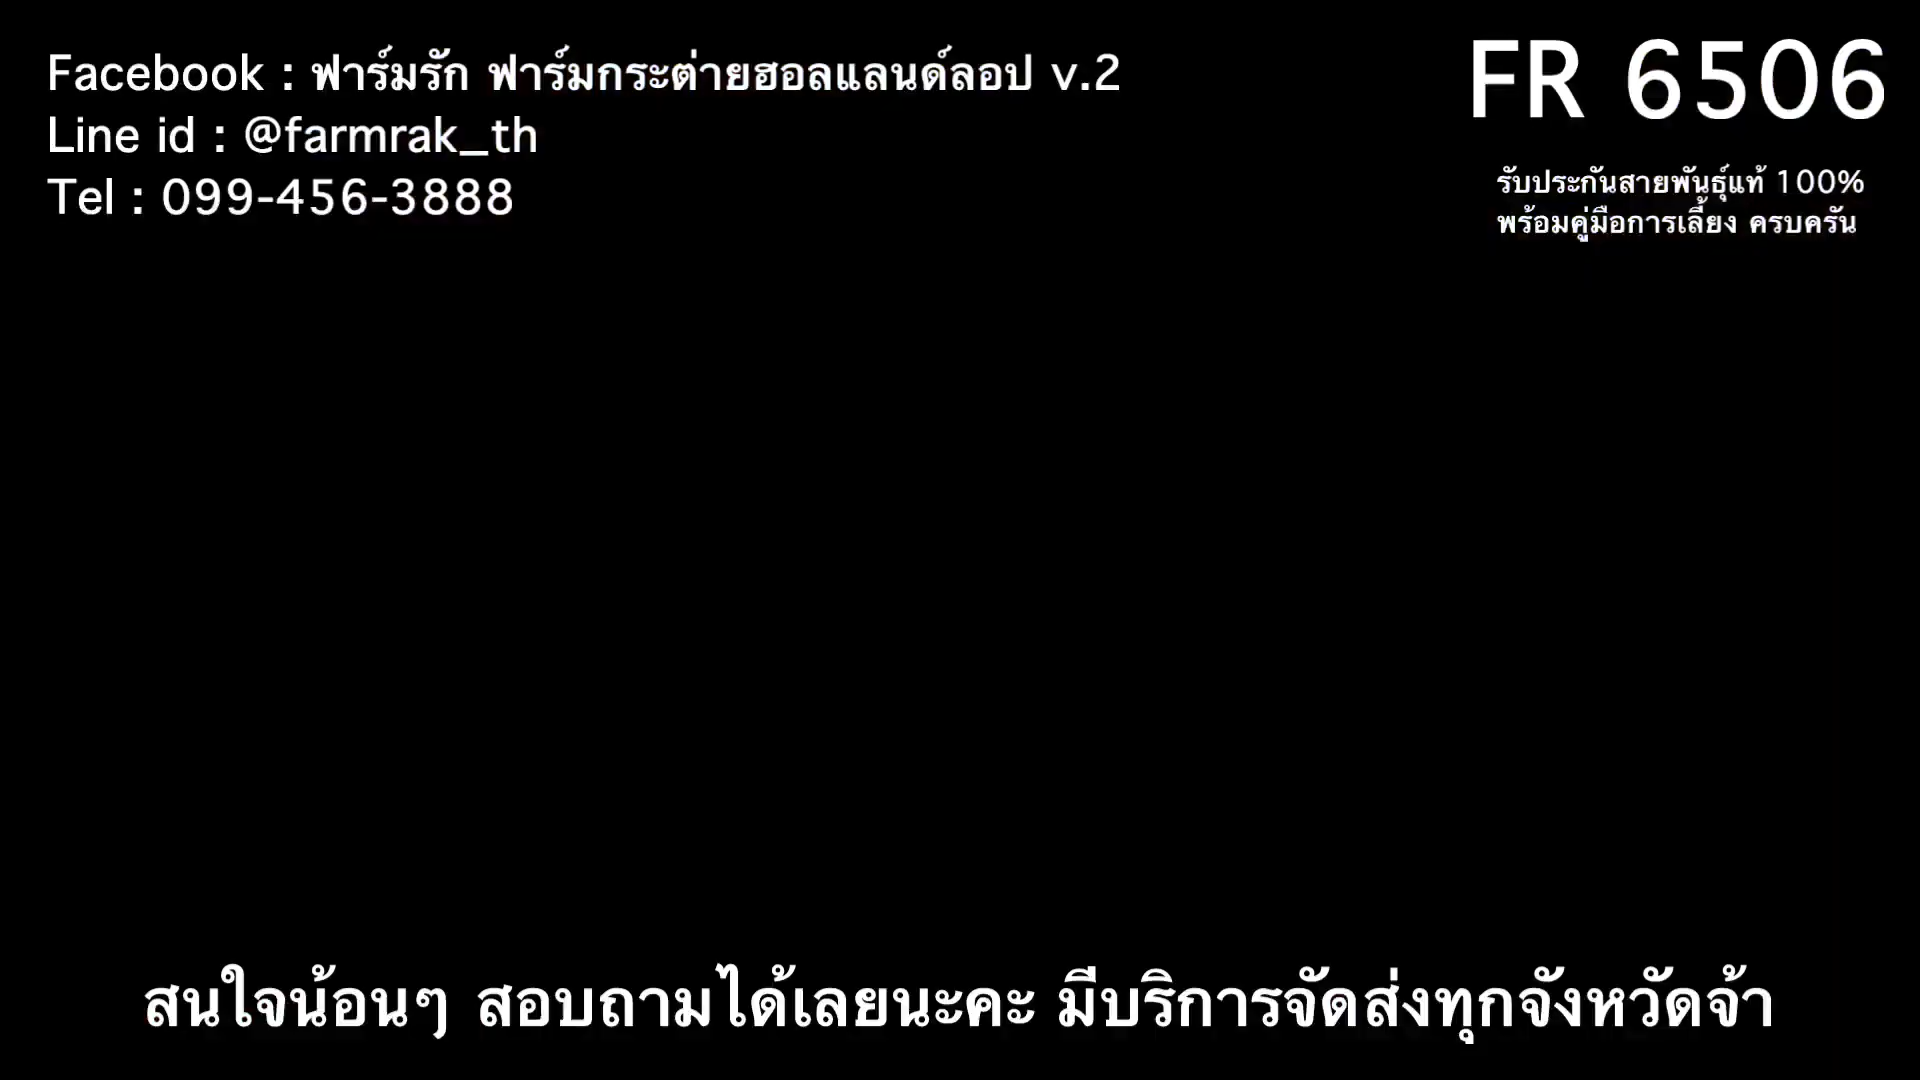 Facebook : ฟาร์มรัก ฟาร์มกระต่ายฮอลแลนด์ลอป v.2
Line id : @farmrak_th
Tel : 099-456-3888
FR 6506
รับประกันสายพันธุ์แท้ 100%
พร้อมคู่มือการเลี้ยง ครบครัน
สนใจน้อนๆ สอบถามได้เลยนะคะ มีบริการจัดส่งทุกจังหวัดจ้า